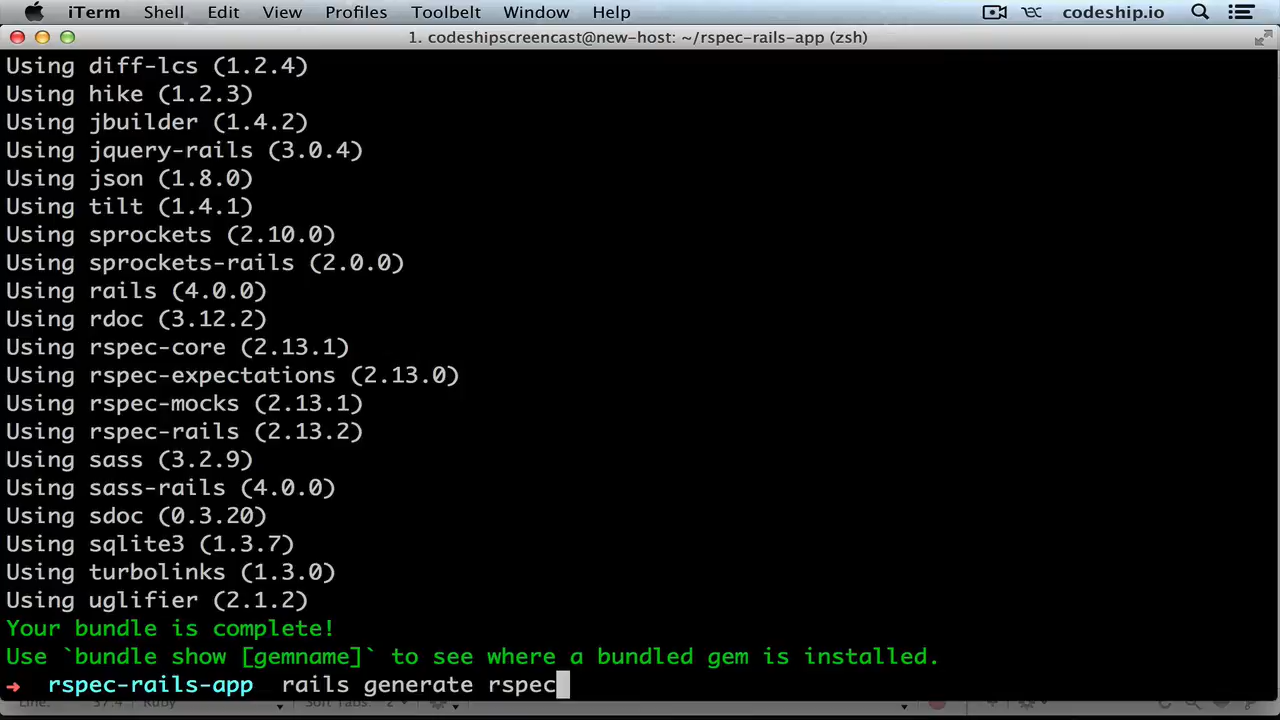 iTerm Shell Edit View Profiles Toolbelt Window Help codeship.io
1. codeshipscreencast@new-host: ~/rspec-rails-app (zsh)
Using diff-lcs (1.2.4)
Using hike (1.2.3)
Using jbuilder (1.4.2)
Using jquery-rails (3.0.4)
Using json (1.8.0)
Using tilt (1.4.1)
Using sprockets (2.10.0)
Using sprockets-rails (2.0.0)
Using rails (4.0.0)
Using rdoc (3.12.2)
Using rspec-core (2.13.1)
Using rspec-expectations (2.13.0)
Using rspec-mocks (2.13.1)
Using rspec-rails (2.13.2)
Using sass (3.2.9)
Using sass-rails (4.0.0)
Using sdoc (0.3.20)
Using sqlite3 (1.3.7)
Using turbolinks (1.3.0)
Using uglifier (2.1.2)
Your bundle is complete!
Use `bundle show [gemname]` to see where a bundled gem is installed.
➜ rspec-rails-app rails generate rspec
Line: 37:4 Ruby Soft Tabs: 2